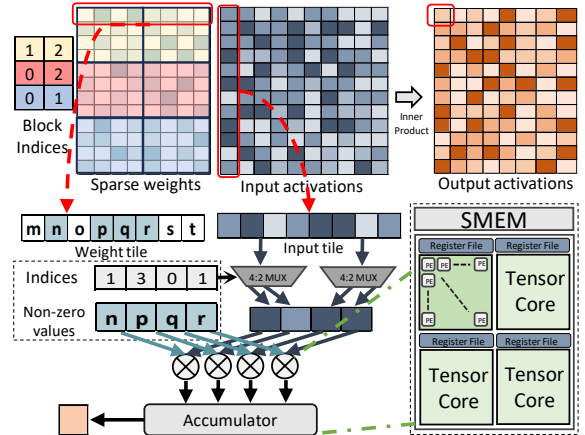 1 2
0 2
0 1
Block
Indices
Sparse weights
Input activations
Inner
Product
Output activations
m n o p q r s t
Weight tile
Input tile
Indices
1 3 0 1
4:2 MUX
4:2 MUX
Non-zero
values
n p q r
Accumulator
SMEM
Register File
Register File
PE
PE
PE
PE
Tensor
Core
Register File
Register File
Tensor
Core
Tensor
Core